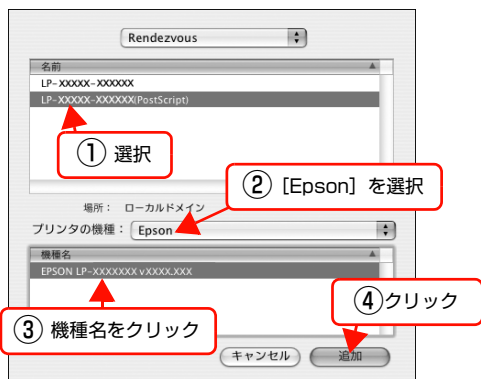 Rendezvous
名前
LP-XXXXX-XXXXXX
LP-XXXXX-XXXXXX(PostScript)
① 選択
② [Epson] を選択
場所： ローカルドメイン
プリンタの機種： Epson
機種名
EPSON LP-XXXXXXX vXXXX.XXX
④クリック
③ 機種名をクリック
キャンセル 追加